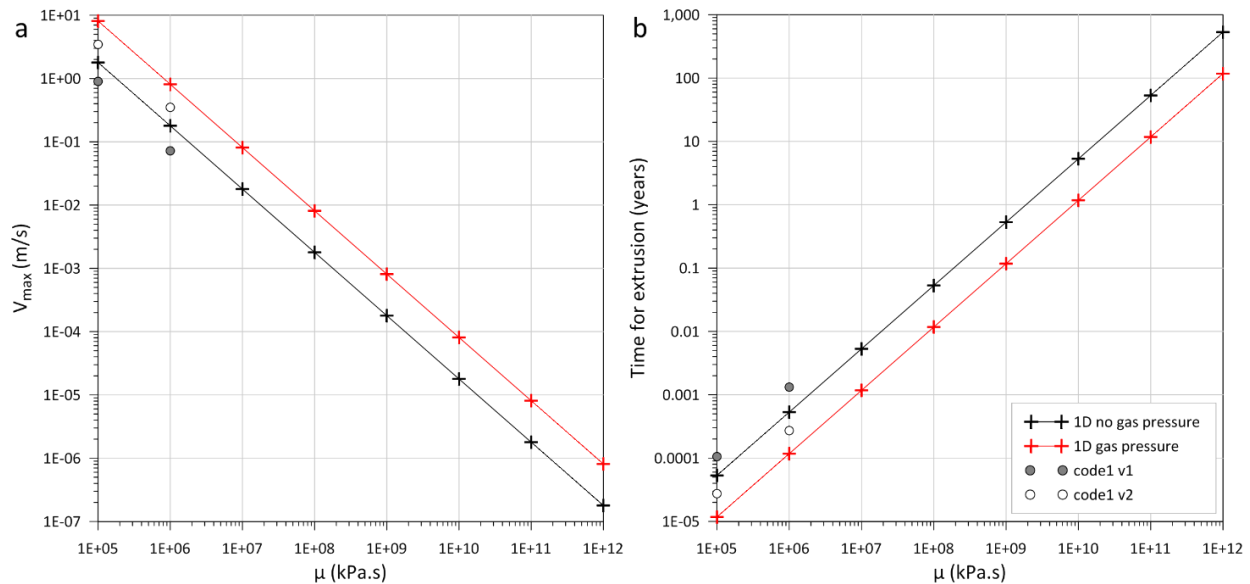 a
V_max (m/s)
1E+01
1E+00
1E-01
1E-02
1E-03
1E-04
1E-05
1E-06
1E-07
1E+05 1E+06 1E+07 1E+08 1E+09 1E+10 1E+11 1E+12
μ (kPa.s)
b
Time for extrusion (years)
1,000
100
10
1
0.1
0.01
0.001
0.0001
1E-05
1E+05 1E+06 1E+07 1E+08 1E+09 1E+10 1E+11 1E+12
μ (kPa.s)
1D no gas pressure
1D gas pressure
code1 v1
code1 v2